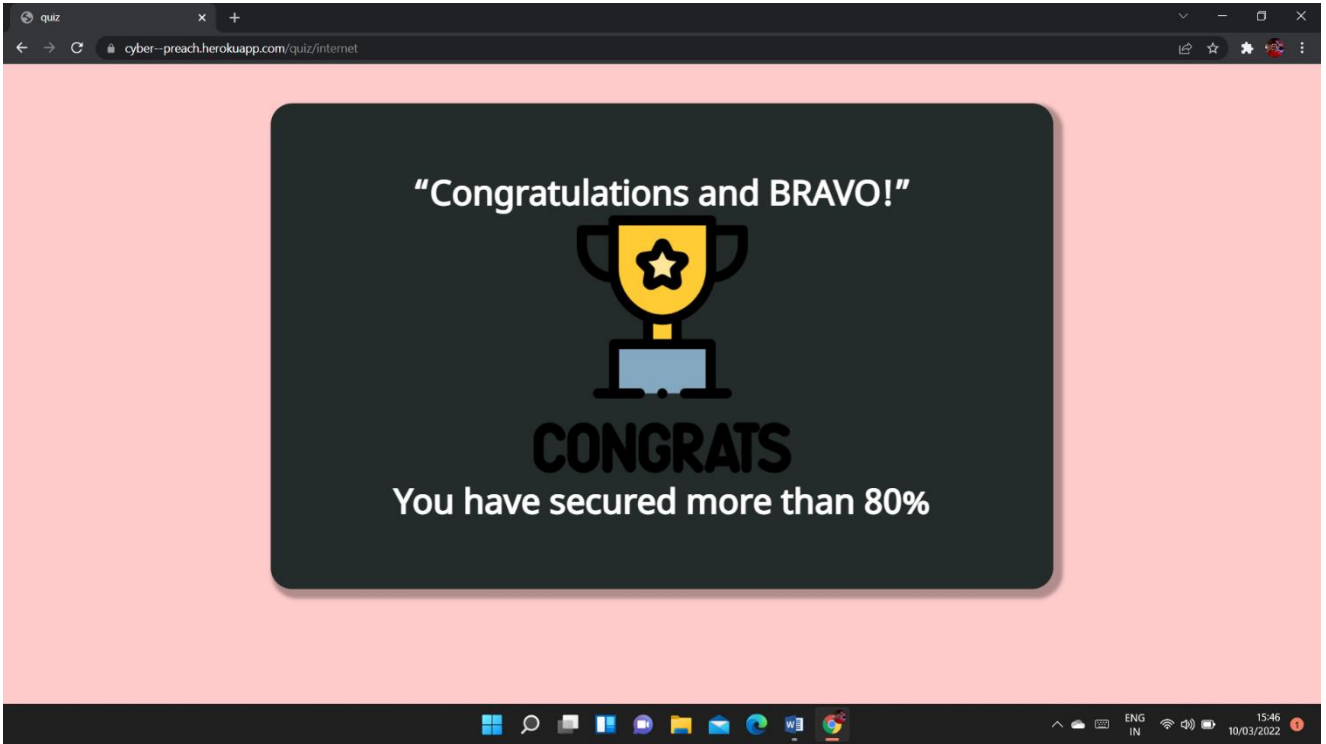 quiz
cyber--preach.herokuapp.com/quiz/internet
“Congratulations and BRAVO!”
CONGRATS
You have secured more than 80%
ENG
IN
15:46
10/03/2022
1